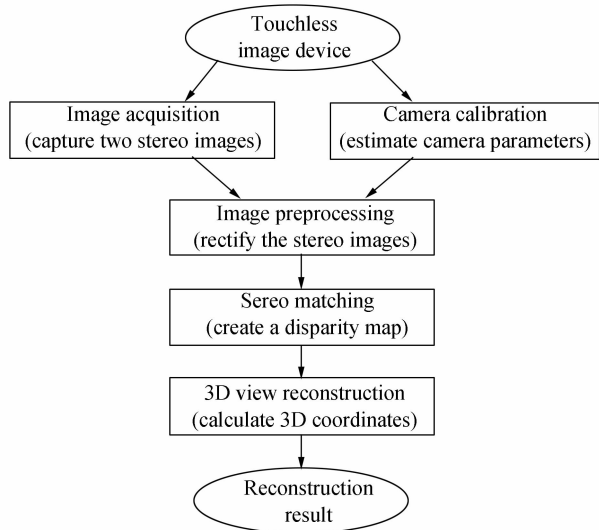 Touchless
image device
Image acquisition
(capture two stereo images)
Camera calibration
(estimate camera parameters)
Image preprocessing
(rectify the stereo images)
Sereo matching
(create a disparity map)
3D view reconstruction
(calculate 3D coordinates)
Reconstruction
result